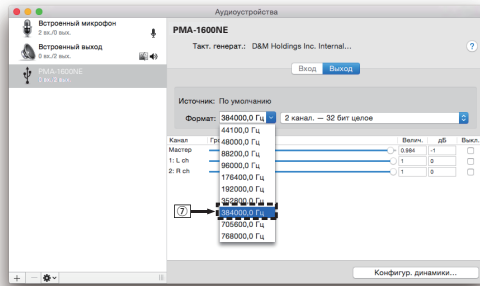 Аудиоустройства
Встроенный микрофон
2 вх./0 вых.
Встроенный выход
0 вх./2 вых.
PMA-1600NE
0 вх./2 вых.
PMA-1600NE
Такт. генерат.: D&M Holdings Inc. Internal...
?
Вход Выход
Источник: По умолчанию
Формат: 384000,0 Гц 2 канал. — 32 бит целое
44100,0 Гц
48000,0 Гц
88200,0 Гц
96000,0 Гц
176400,0 Гц
192000,0 Гц
352800,0 Гц
384000,0 Гц
705600,0 Гц
768000,0 Гц
⑦
Канал Велич. дБ Выкл.
Мастер 0.984 -1
1: L ch 1 0
2: R ch 1 0
Конфигур. динамики...